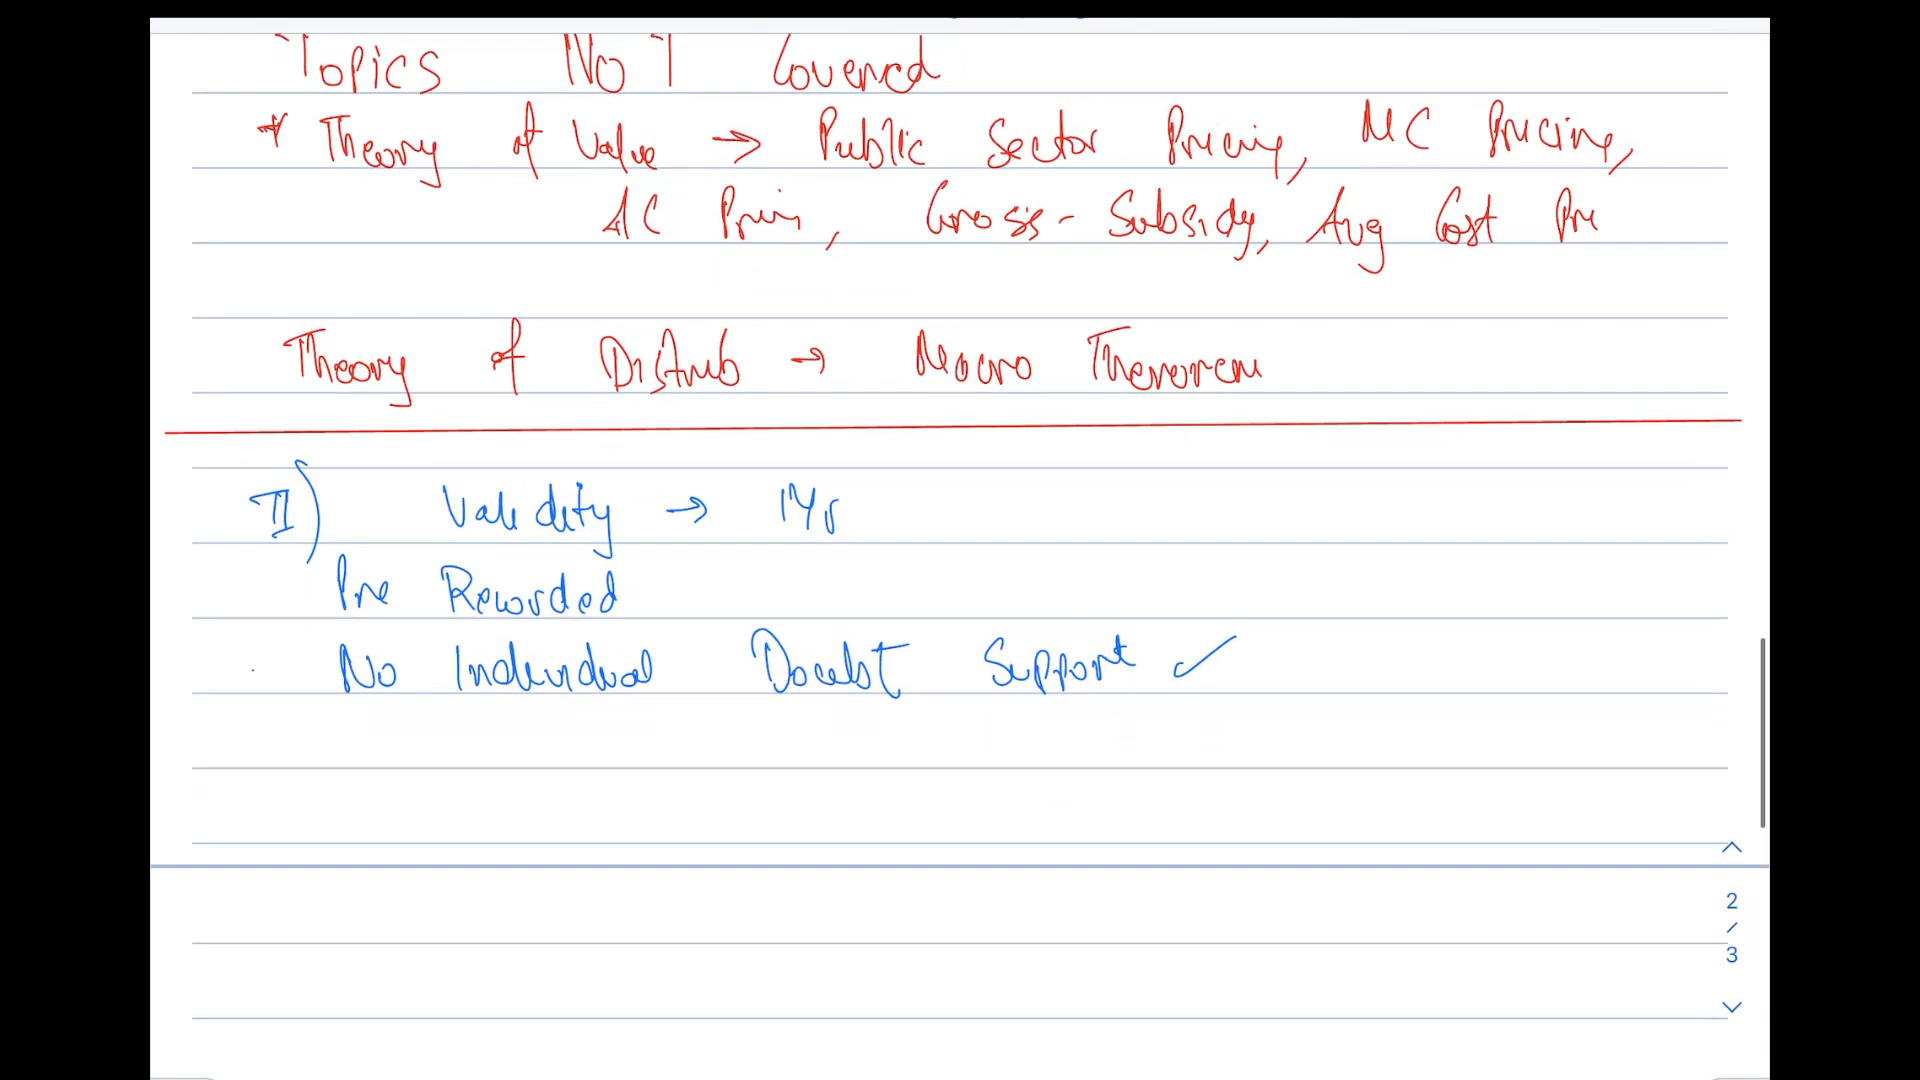 Topics NOT Covered
* Theory of Value → Public Sector Pricing, MC Pricing,
AC Pricing, Cross-Subsidy, Avg Cost Pri
Theory of Distrib → Macro Theorem
II) Validity → 1Yr
Pre Recorded
No Individual Doubt Support ✓
2
/
3